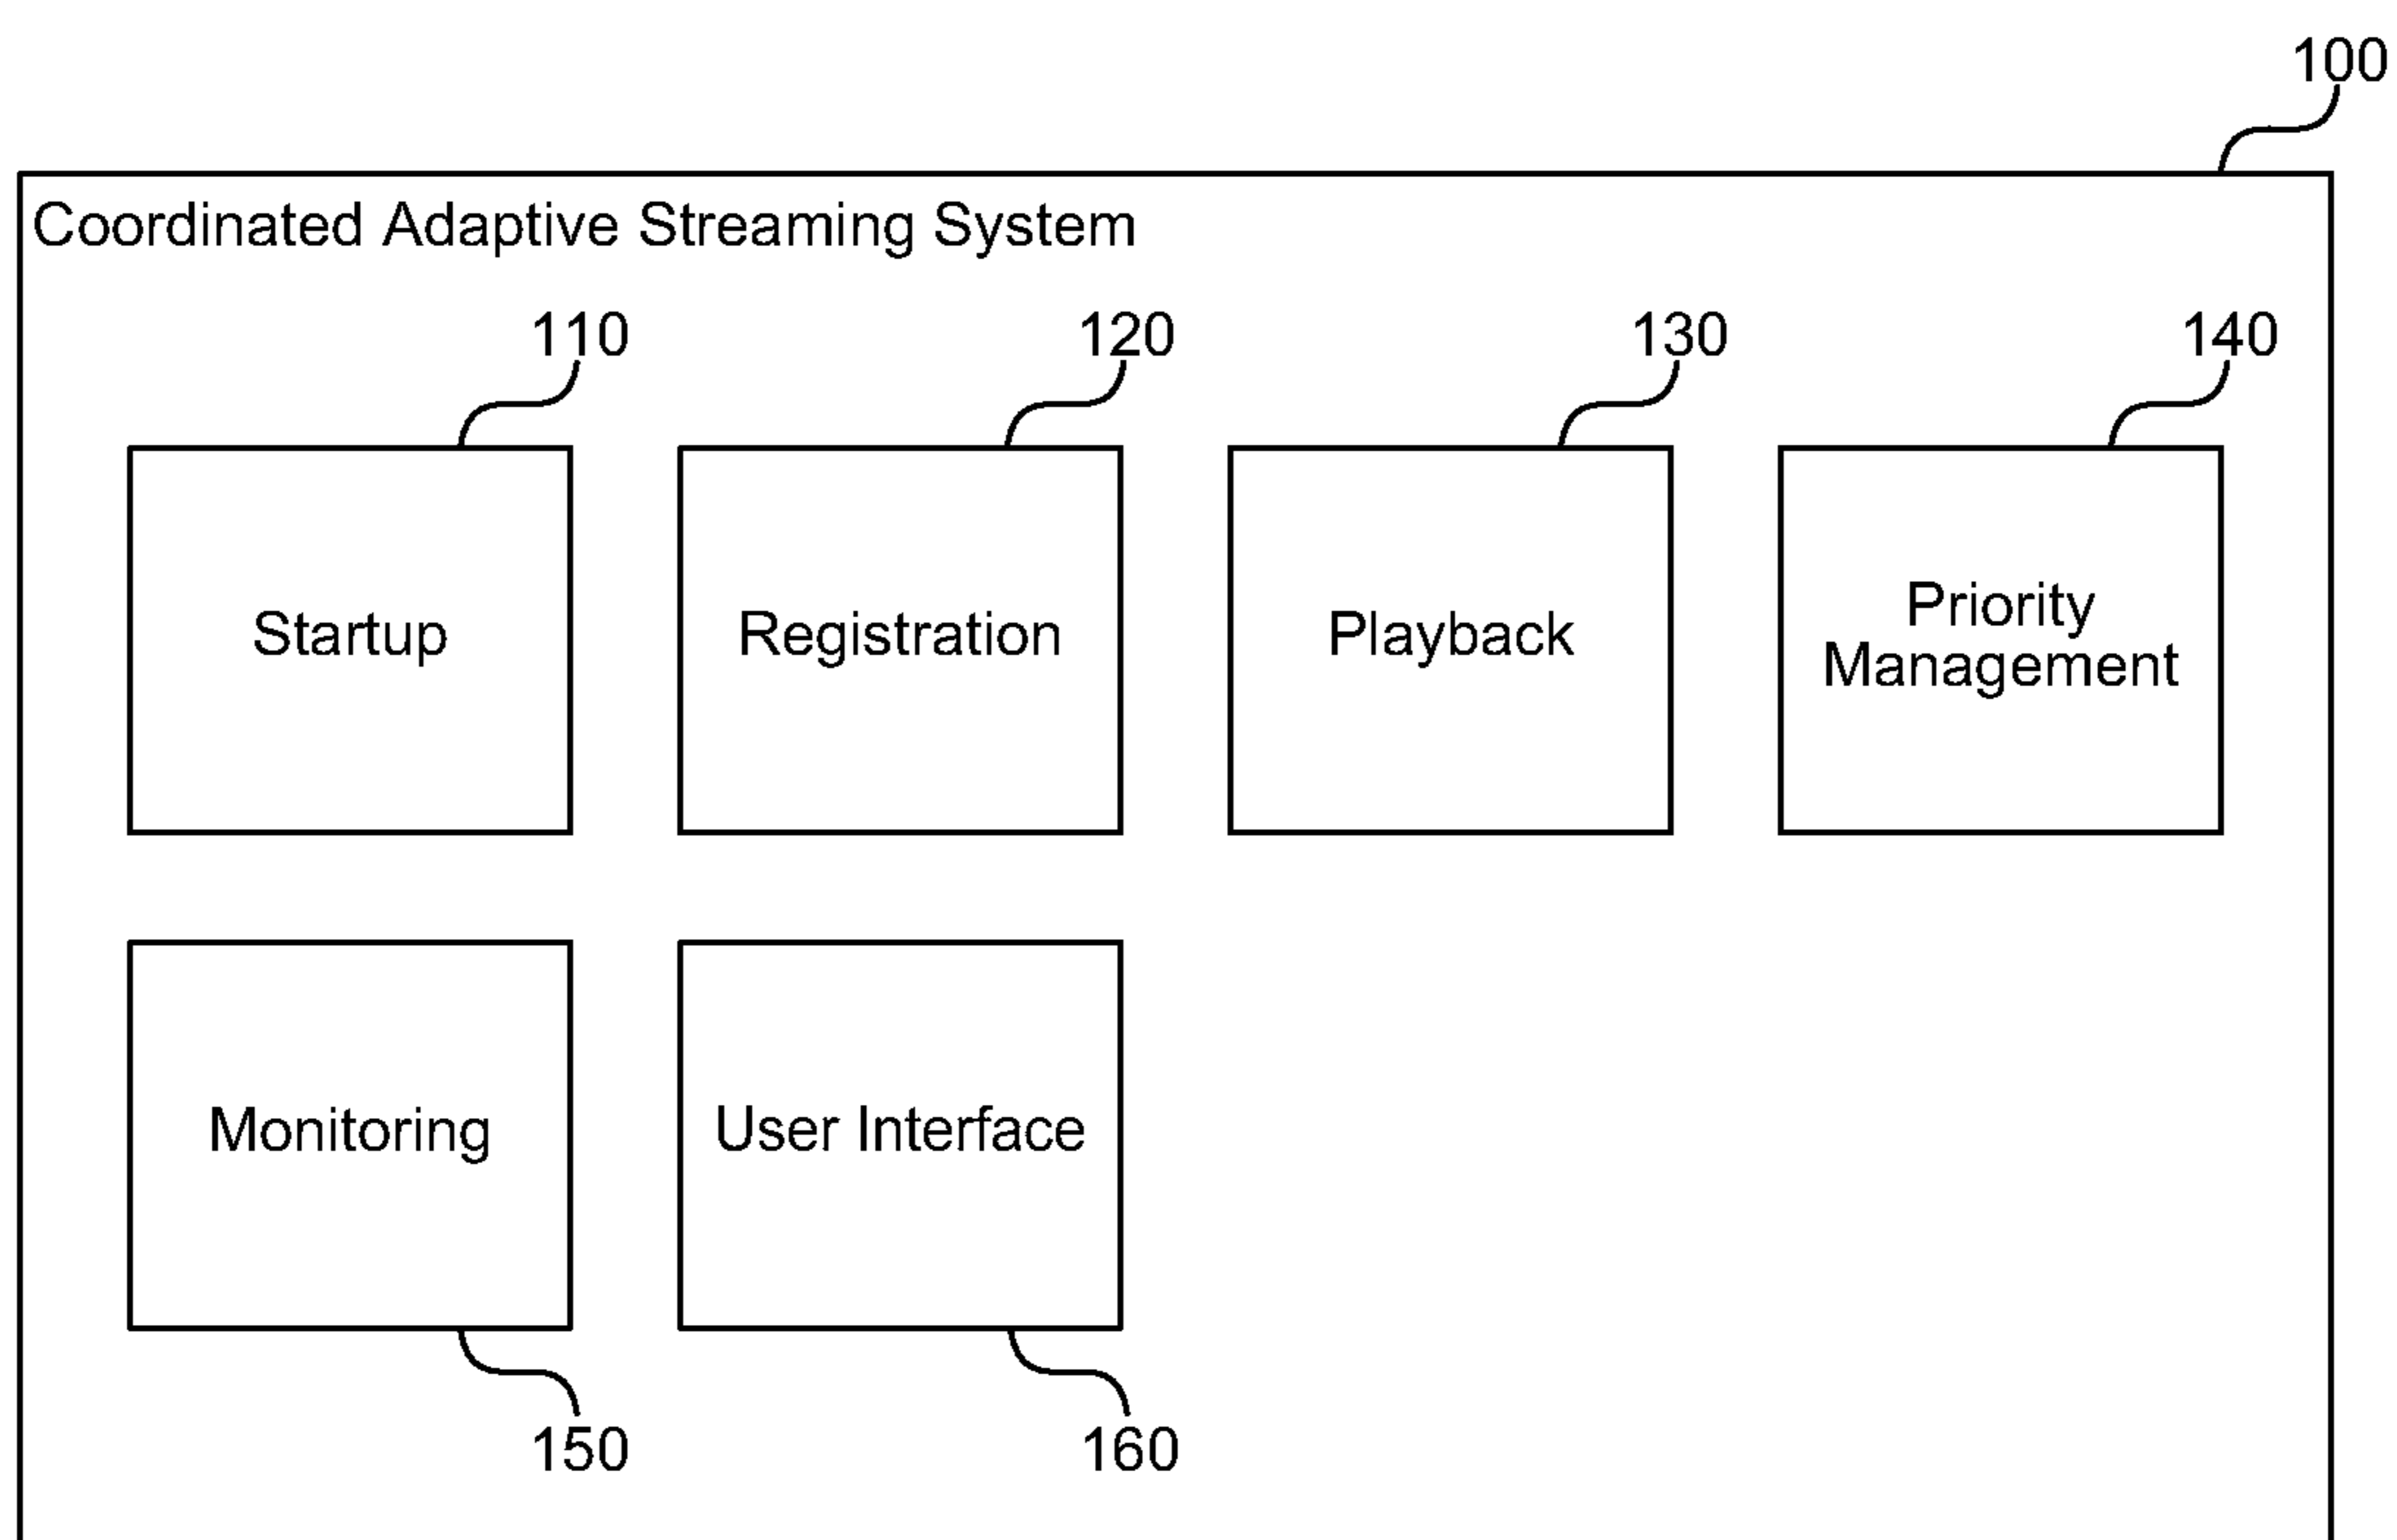 100
Coordinated Adaptive Streaming System
110
120
130
140
Startup
Registration
Playback
Priority
Management
Monitoring
User Interface
150
160